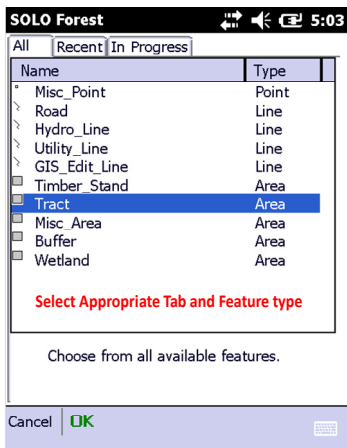 SOLO Forest 5:03
All Recent In Progress
Name Type
Misc_Point Point
Road Line
Hydro_Line Line
Utility_Line Line
GIS_Edit_Line Line
Timber_Stand Area
Tract Area
Misc_Area Area
Buffer Area
Wetland Area
Select Appropriate Tab and Feature type
Choose from all available features.
Cancel OK